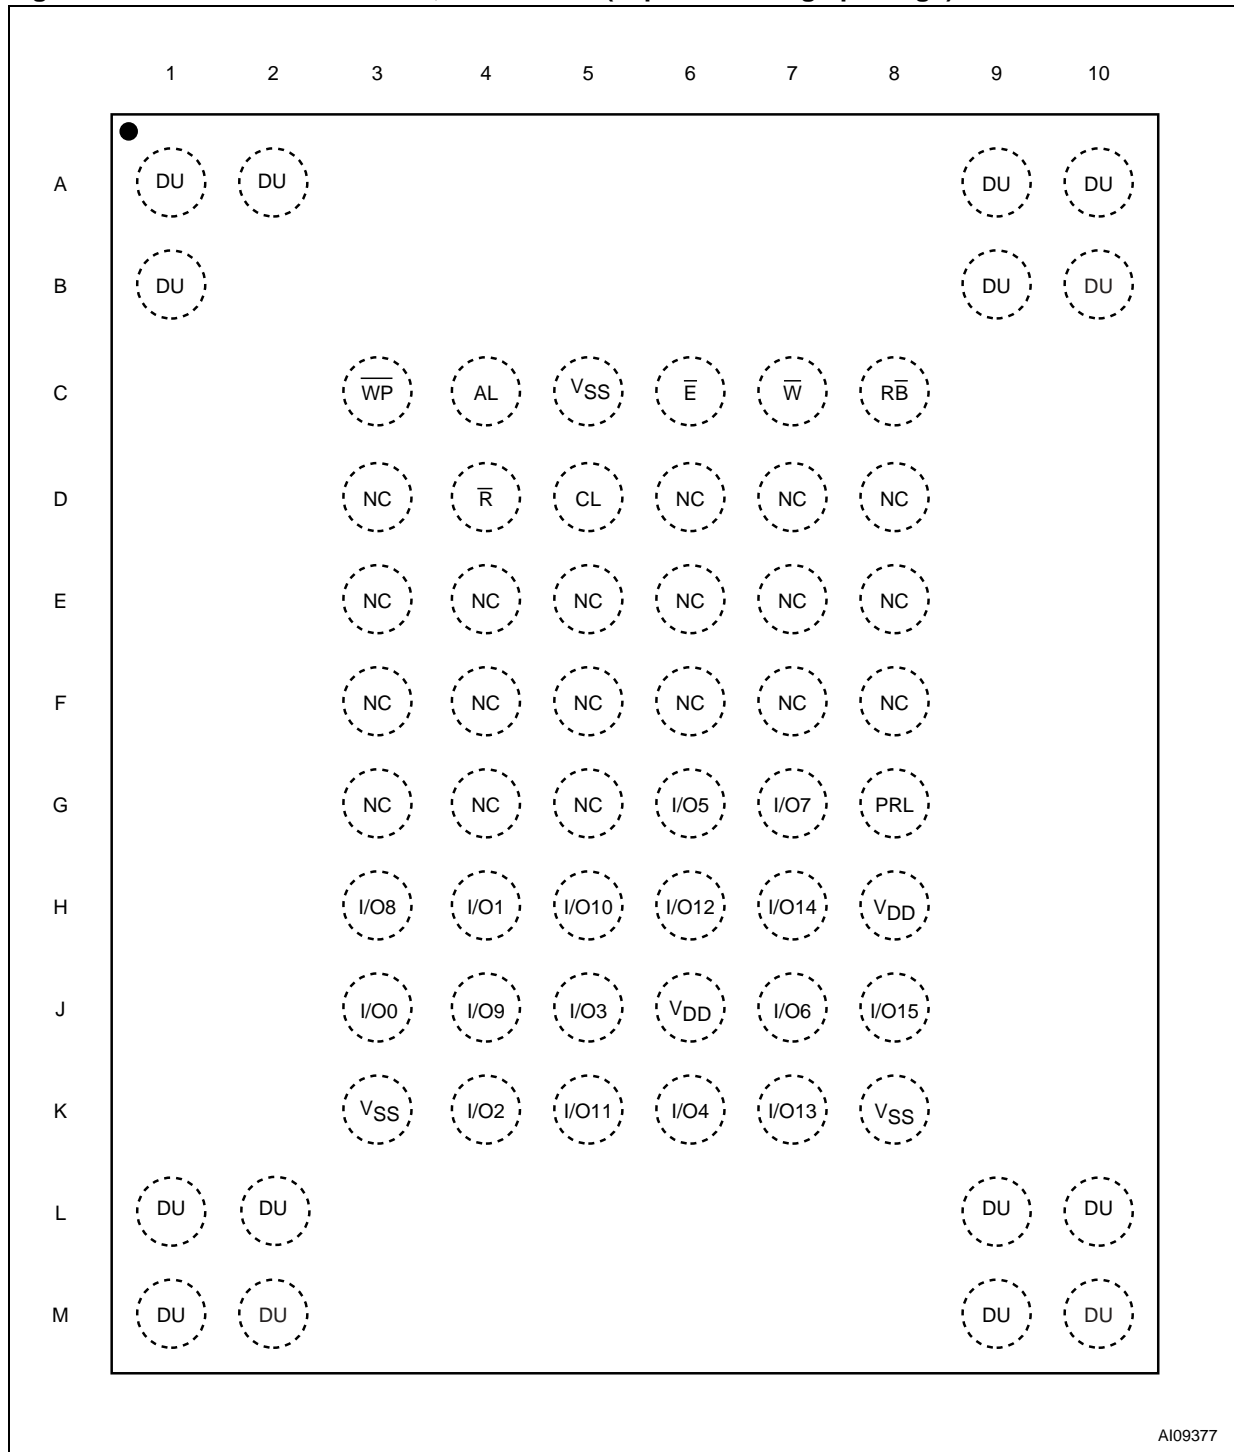 1 2 3 4 5 6 7 8 9 10
A DU DU DU DU
B DU DU DU
C W̅P̅ AL VSS E̅ W̅ RB̅
D NC R̅ CL NC NC NC
E NC NC NC NC NC NC
F NC NC NC NC NC NC
G NC NC NC I/O5 I/O7 PRL
H I/O8 I/O1 I/O10 I/O12 I/O14 VDD
J I/O0 I/O9 I/O3 VDD I/O6 I/O15
K VSS I/O2 I/O11 I/O4 I/O13 VSS
L DU DU DU DU
M DU DU DU DU
AI09377